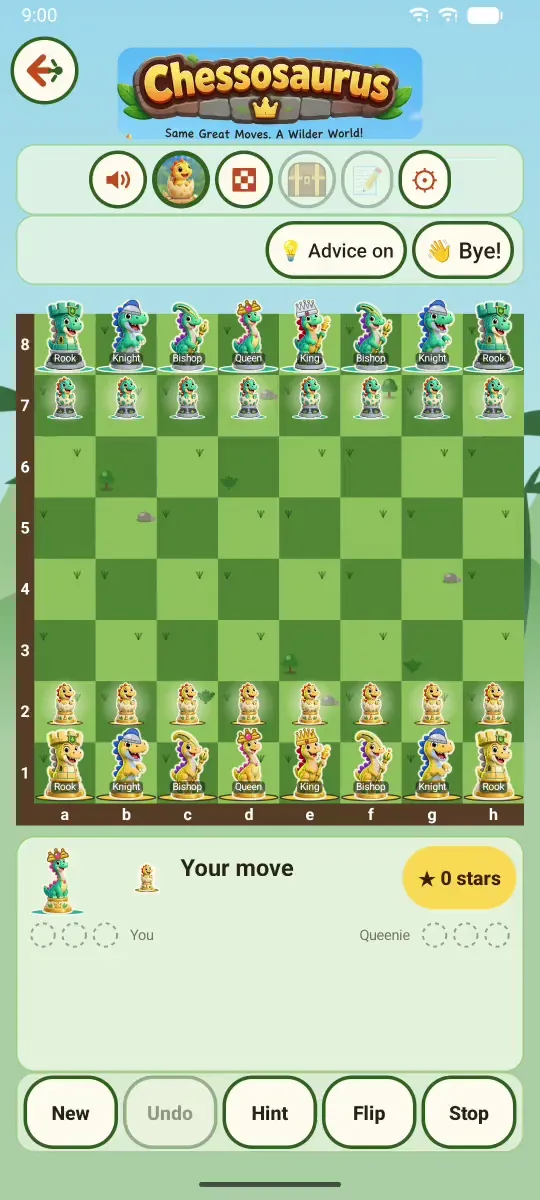 9:00
Chessosaurus
Same Great Moves. A Wilder World!
💡 Advice on
👋 Bye!
8
Rook Knight Bishop Queen King Bishop Knight Rook
7
6
5
4
3
2
1
Rook Knight Bishop Queen King Bishop Knight Rook
a b c d e f g h
Your move
★ 0 stars
You
Queenie
New Undo Hint Flip Stop